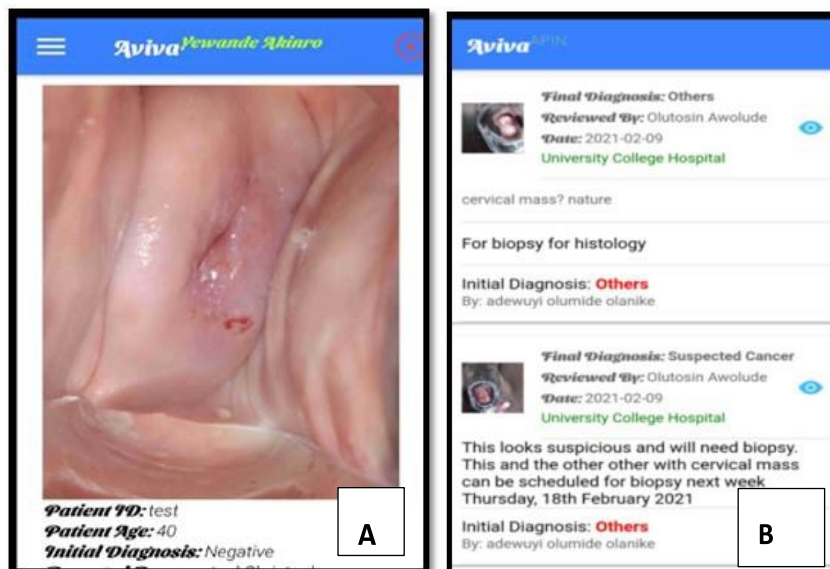 Aviva Yewande Akinro
Patient ID: test
Patient Age: 40
Initial Diagnosis: Negative
A
Aviva APIN
Final Diagnosis: Others
Reviewed By: Olutosin Awolude
Date: 2021-02-09
University College Hospital
cervical mass? nature
For biopsy for histology
Initial Diagnosis: Others
By: adewuyi olumide olanike
Final Diagnosis: Suspected Cancer
Reviewed By: Olutosin Awolude
Date: 2021-02-09
University College Hospital
This looks suspicious and will need biopsy.
This and the other other with cervical mass
can be scheduled for biopsy next week
Thursday, 18th February 2021
Initial Diagnosis: Others
By: adewuyi olumide olanike
B